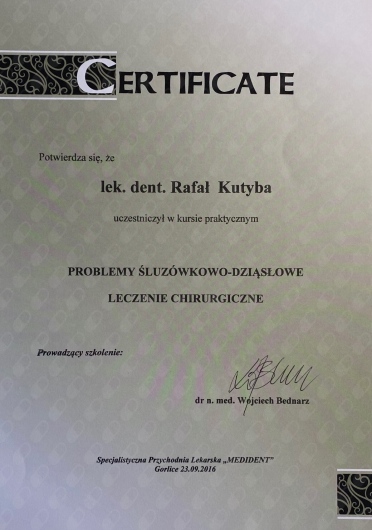 CERTIFICATE
Potwierdza się, że
lek. dent. Rafał Kutyba
uczestniczył w kursie praktycznym
PROBLEMY ŚLUZÓWKOWO-DZIĄSŁOWE
LECZENIE CHIRURGICZNE
Prowadzący szkolenie:
dr n. med. Wojciech Bednarz
Specjalistyczna Przychodnia Lekarska „MEDIDENT"
Gorlice 23.09.2016